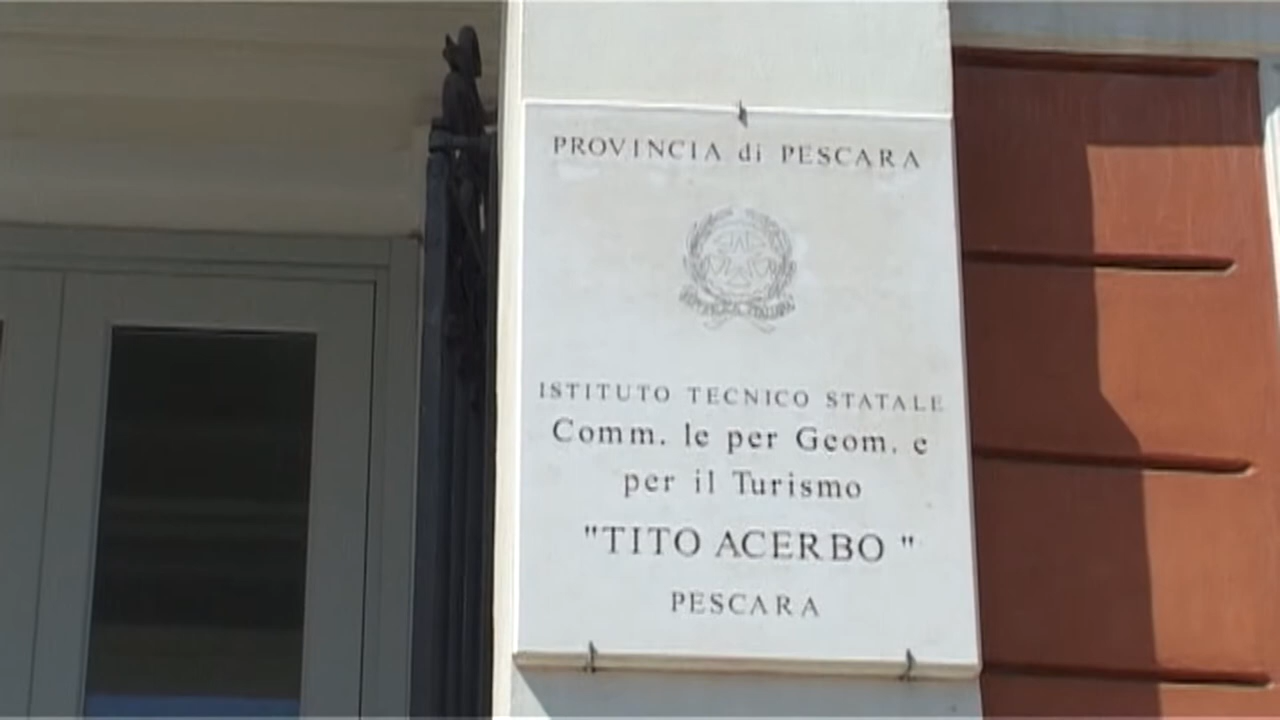 PROVINCIA di PESCARA
ISTITUTO TECNICO STATALE
Comm. le per Geom. e
per il Turismo
"TITO ACERBO "
PESCARA